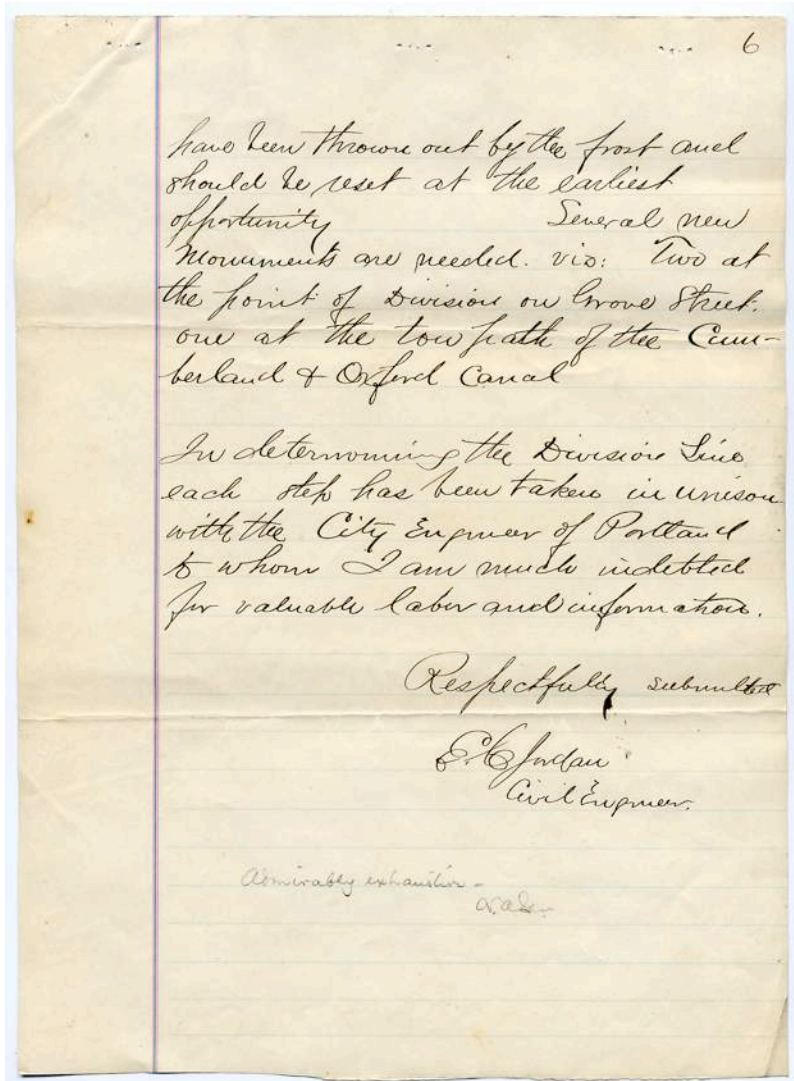 6
have been thrown out by the frost and
should be reset at the earliest
opportunity Several new
Monuments are needed. viz: Two at
the point of Division on Grove Street.
one at the tow path of the Cum-
berland & Oxford Canal
In determining the Division Line
each step has been taken in unison
with the City Engineer of Portland
to whom I am much indebted
for valuable labor and information.
Respectfully submitted
E. C. Jordan
Civil Engineer.
Admirably exhaustive -